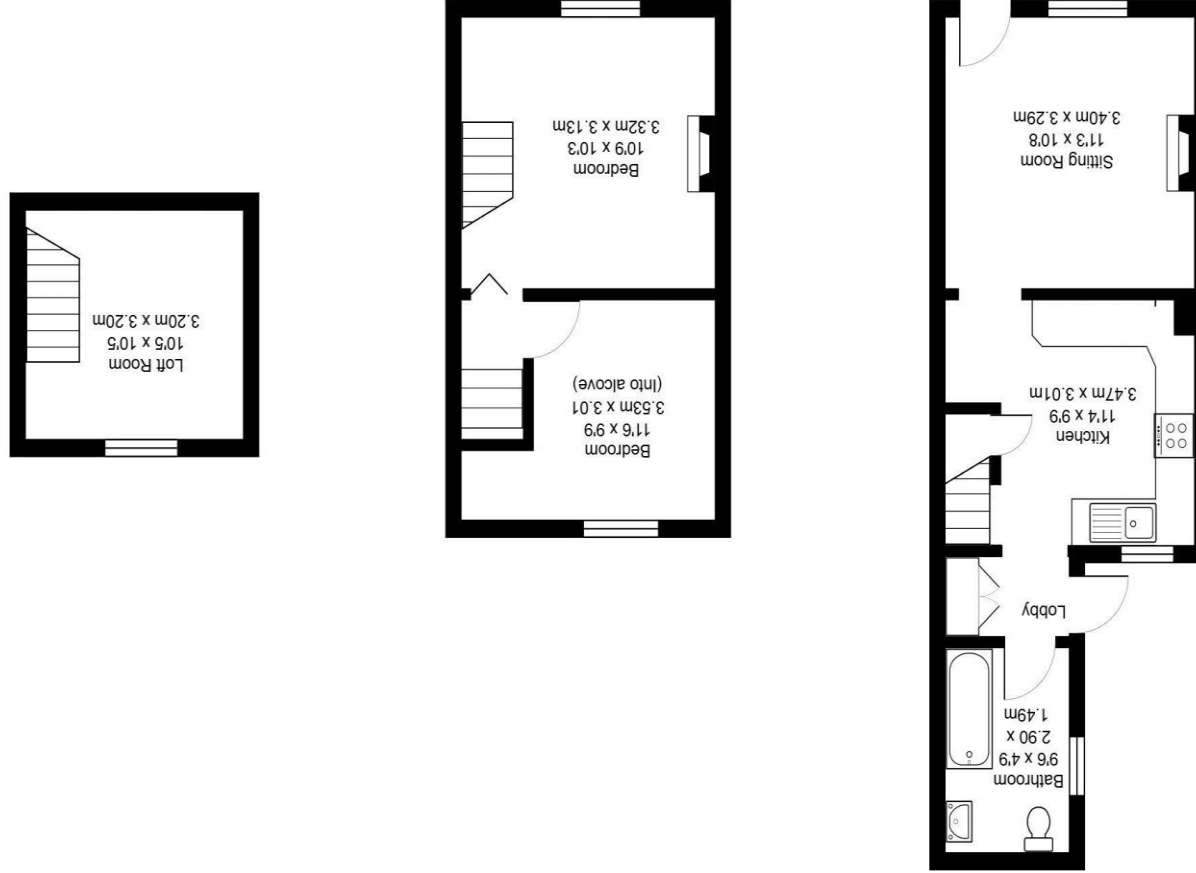 Bathroom
9'6 x 4'9
2.90 x
1.49m
Lobby
Kitchen
11'4 x 9'9
3.47m x 3.01m
Sitting Room
11'3 x 10'8
3.40m x 3.29m
Bedroom
11'6 x 9'9
3.53m x 3.01
(Into alcove)
Bedroom
10'9 x 10'3
3.32m x 3.13m
Loft Room
10'5 x 10'5
3.20m x 3.20m